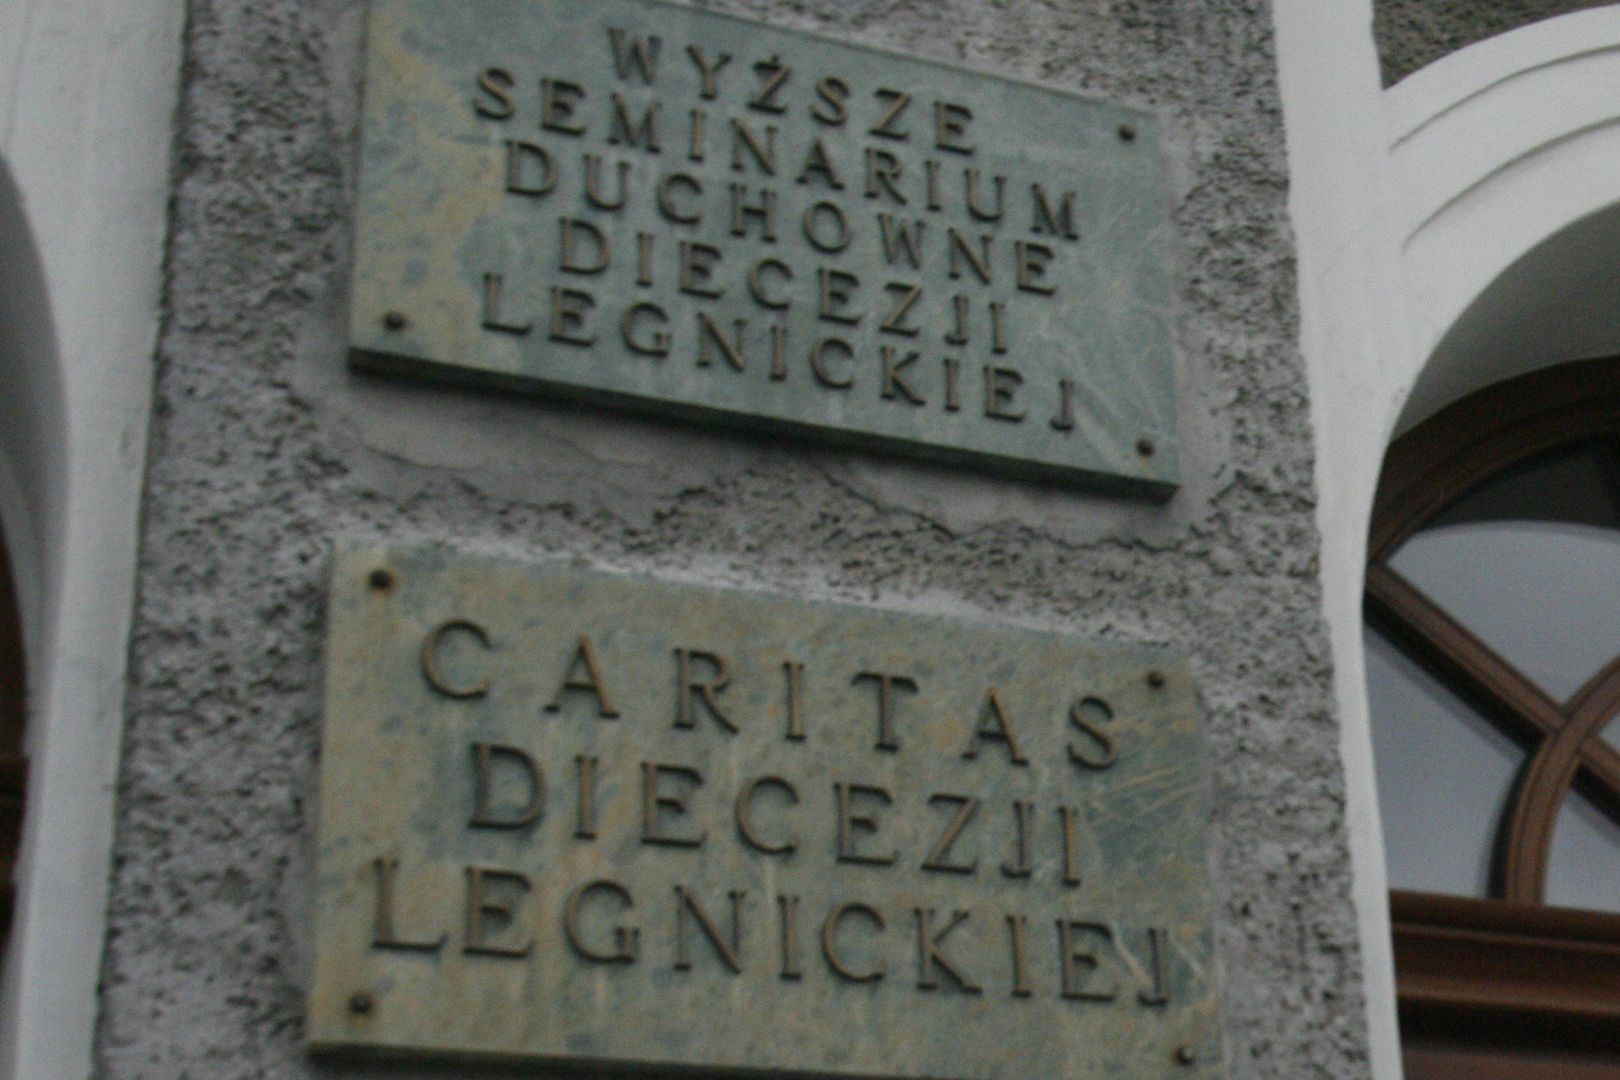 WYŻSZE
SEMINARIUM
DUCHOWNE
DIECEZJI
LEGNICKIEJ
CARITAS
DIECEZJI
LEGNICKIEJ